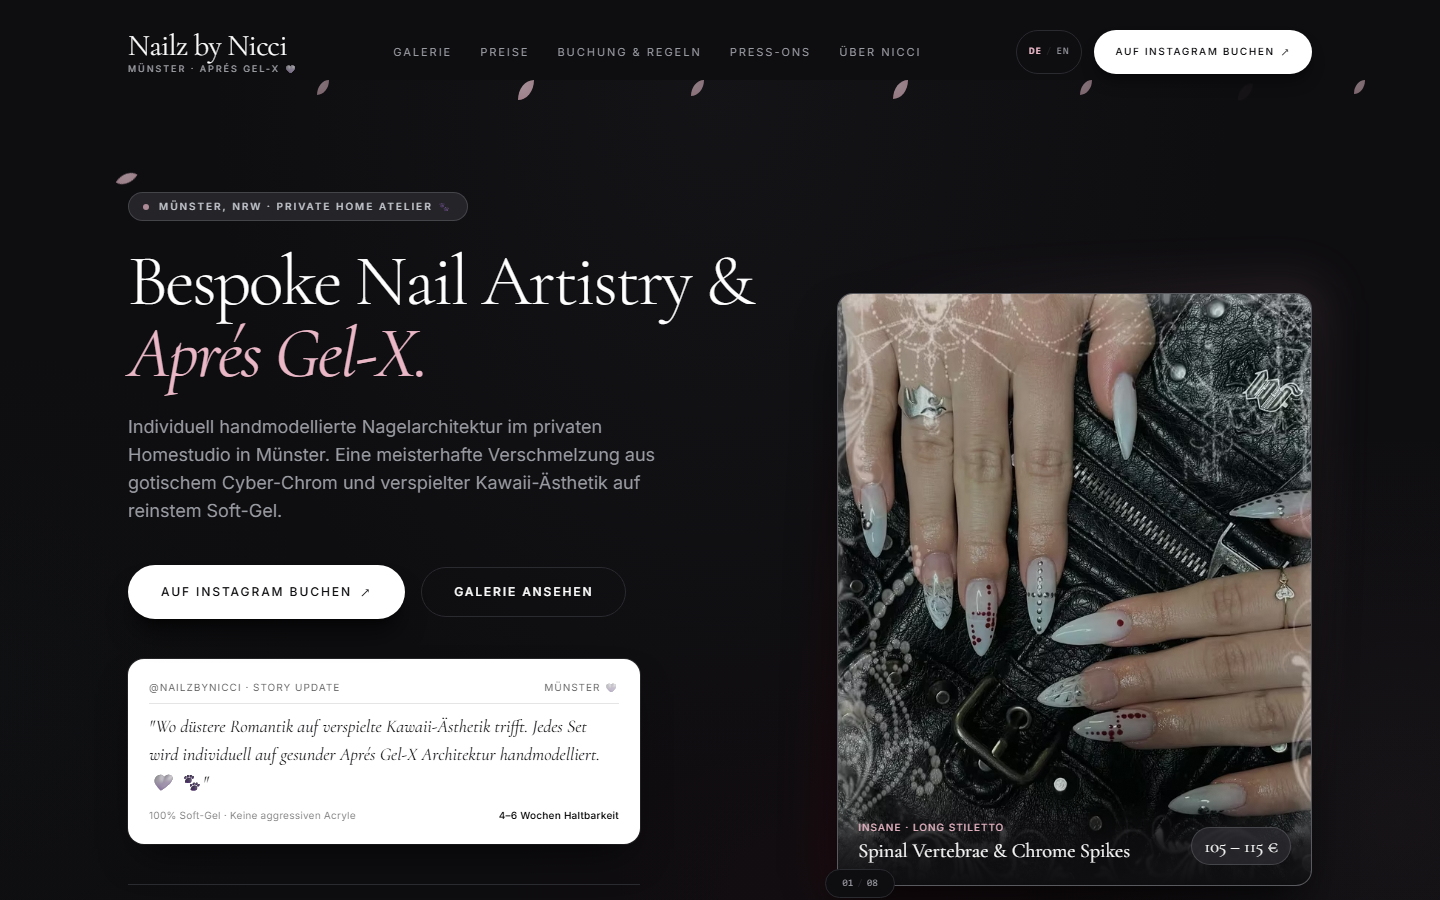 Nailz by Nicci
MÜNSTER · APRÉS GEL-X 🩶
GALERIE
PREISE
BUCHUNG & REGELN
PRESS-ONS
ÜBER NICCI
DE / EN
AUF INSTAGRAM BUCHEN ↗
MÜNSTER, NRW · PRIVATE HOME ATELIER 🐾
Bespoke Nail Artistry &
Aprés Gel-X.
Individuell handmodellierte Nagelarchitektur im privaten
Homestudio in Münster. Eine meisterhafte Verschmelzung aus
gotischem Cyber-Chrom und verspielter Kawaii-Ästhetik auf
reinstem Soft-Gel.
AUF INSTAGRAM BUCHEN ↗
GALERIE ANSEHEN
@NAILZBYNICCI · STORY UPDATE
MÜNSTER 🩶
"Wo düstere Romantik auf verspielte Kawaii-Ästhetik trifft. Jedes Set
wird individuell auf gesunder Aprés Gel-X Architektur handmodelliert.
🩶 🐾"
100% Soft-Gel · Keine aggressiven Acryle
4–6 Wochen Haltbarkeit
INSANE · LONG STILETTO
Spinal Vertebrae & Chrome Spikes
105 – 115 €
01 / 08